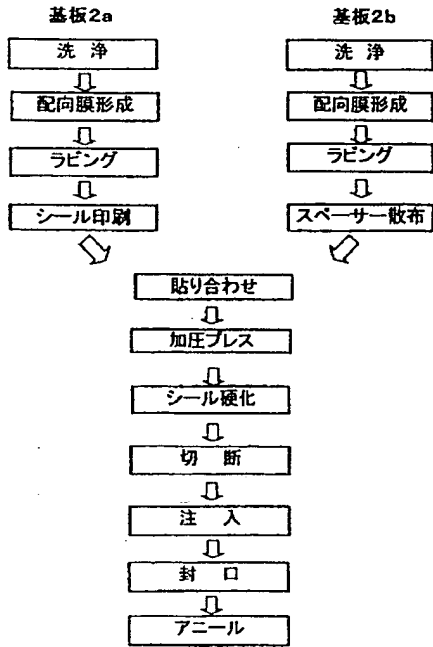 基板2a
洗 浄
配向膜形成
ラビング
シール印刷
基板2b
洗 浄
配向膜形成
ラビング
スペーサー散布
貼り合わせ
加圧プレス
シール硬化
切 断
注 入
封 口
アニール